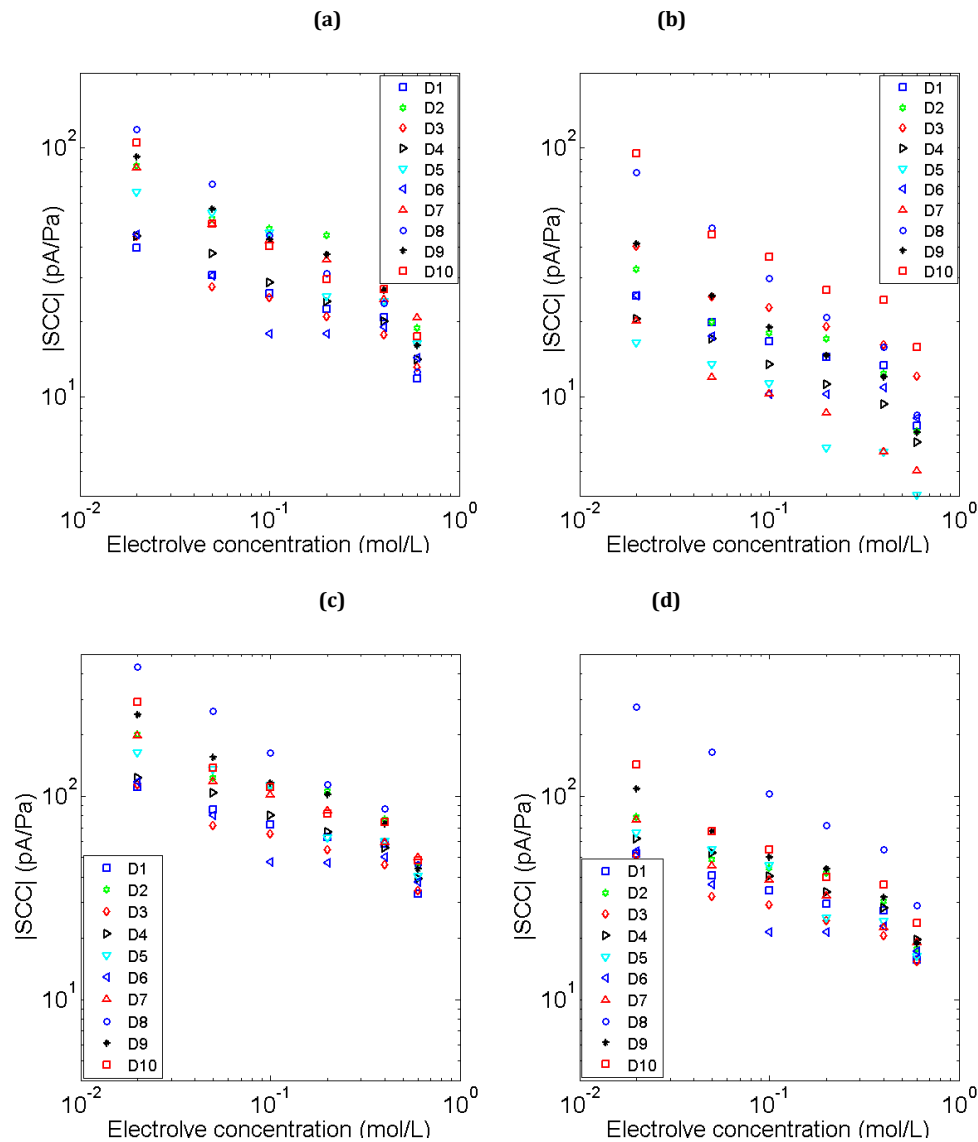 (a)
(b)
|SCC| (pA/Pa)
10^2
10^1
D1
D2
D3
D4
D5
D6
D7
D8
D9
D10
10^-2
10^-1
10^0
Electrolye concentration (mol/L)
|SCC| (pA/Pa)
10^2
10^1
D1
D2
D3
D4
D5
D6
D7
D8
D9
D10
10^-2
10^-1
10^0
Electrolye concentration (mol/L)
(c)
(d)
|SCC| (pA/Pa)
10^2
10^1
D1
D2
D3
D4
D5
D6
D7
D8
D9
D10
10^-2
10^-1
10^0
Electrolye concentration (mol/L)
|SCC| (pA/Pa)
10^2
10^1
D1
D2
D3
D4
D5
D6
D7
D8
D9
D10
10^-2
10^-1
10^0
Electrolye concentration (mol/L)